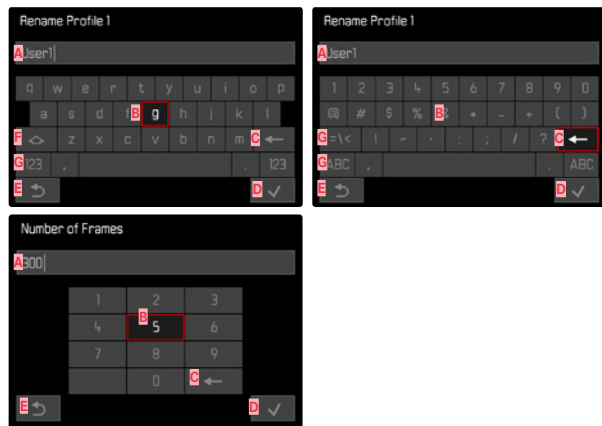 Rename Profile 1
A User1
q w e r t y u i o p
a s d f B g h j k l
F z x c v b n m C ←
G 123 , . 123
E D ✓
Rename Profile 1
A User1
1 2 3 4 5 6 7 8 9 0
@ # $ % B & * - + ( )
G =\< ! " ' : ; / ? C ←
G ABC , . ABC
E D ✓
Number of Frames
A 300
1 2 3
B
4 5 6
7 8 9
0 C ←
E D ✓